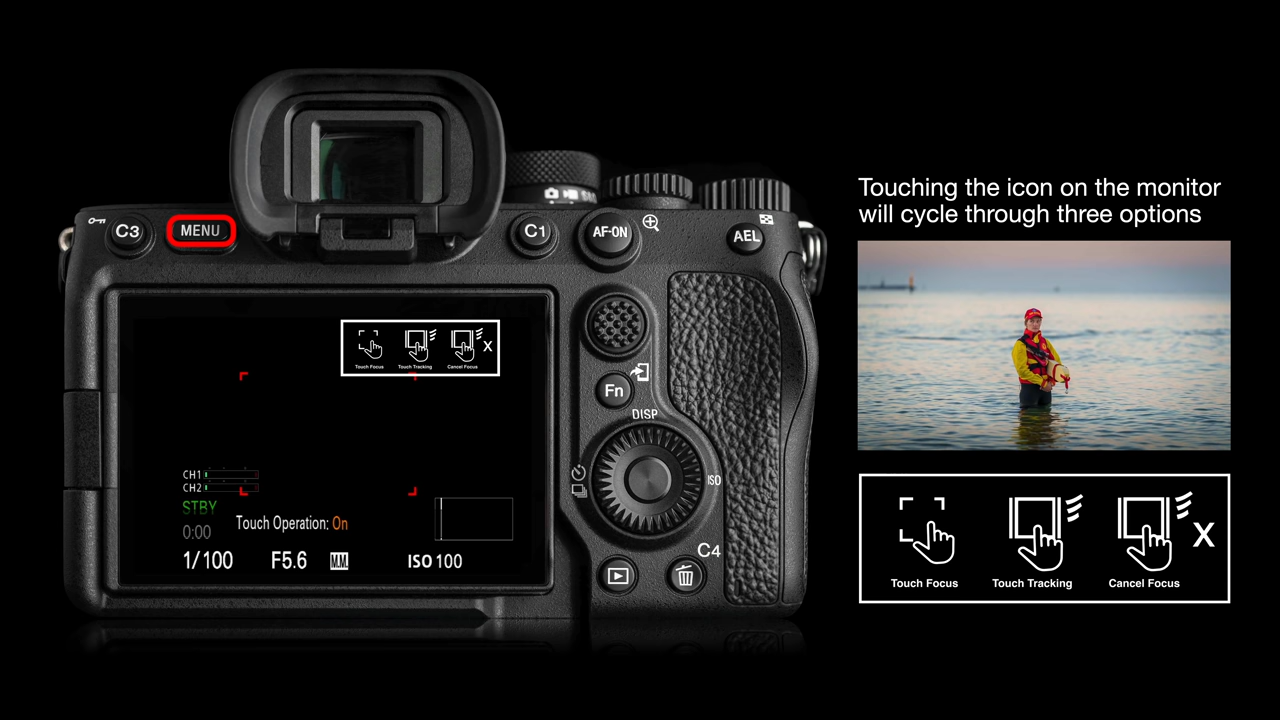 C3
MENU
C1
AF-ON
AEL
Touch Focus
Touch Tracking
Cancel Focus
X
Fn
DISP
ISO
C4
CH1
CH2
STBY
0:00
Touch Operation: On
1/100
F5.6
M.M.
ISO 100
Touching the icon on the monitor
will cycle through three options
X
Touch Focus
Touch Tracking
Cancel Focus